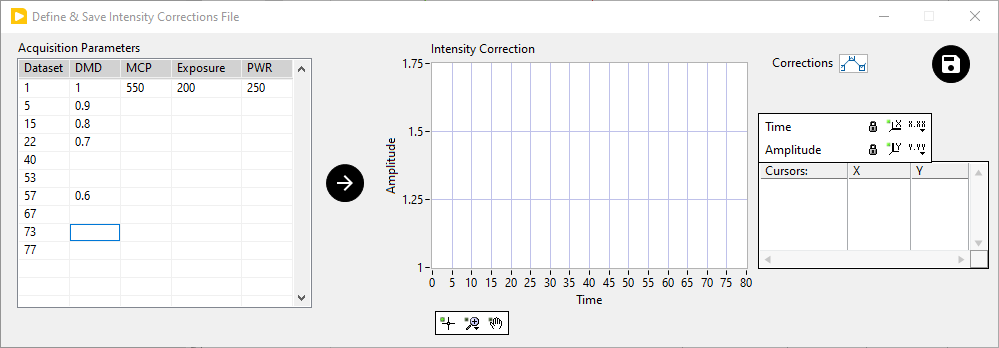 Define & Save Intensity Corrections File
Acquisition Parameters
Dataset DMD MCP Exposure PWR
1 1 550 200 250
5 0.9
15 0.8
22 0.7
40
53
57 0.6
67
73
77
Intensity Correction
1.75
1.5
1.25
1
Amplitude
0 5 10 15 20 25 30 35 40 45 50 55 60 65 70 75 80
Time
Corrections
Time X X.XX
Amplitude Y Y.YY
Cursors: X Y